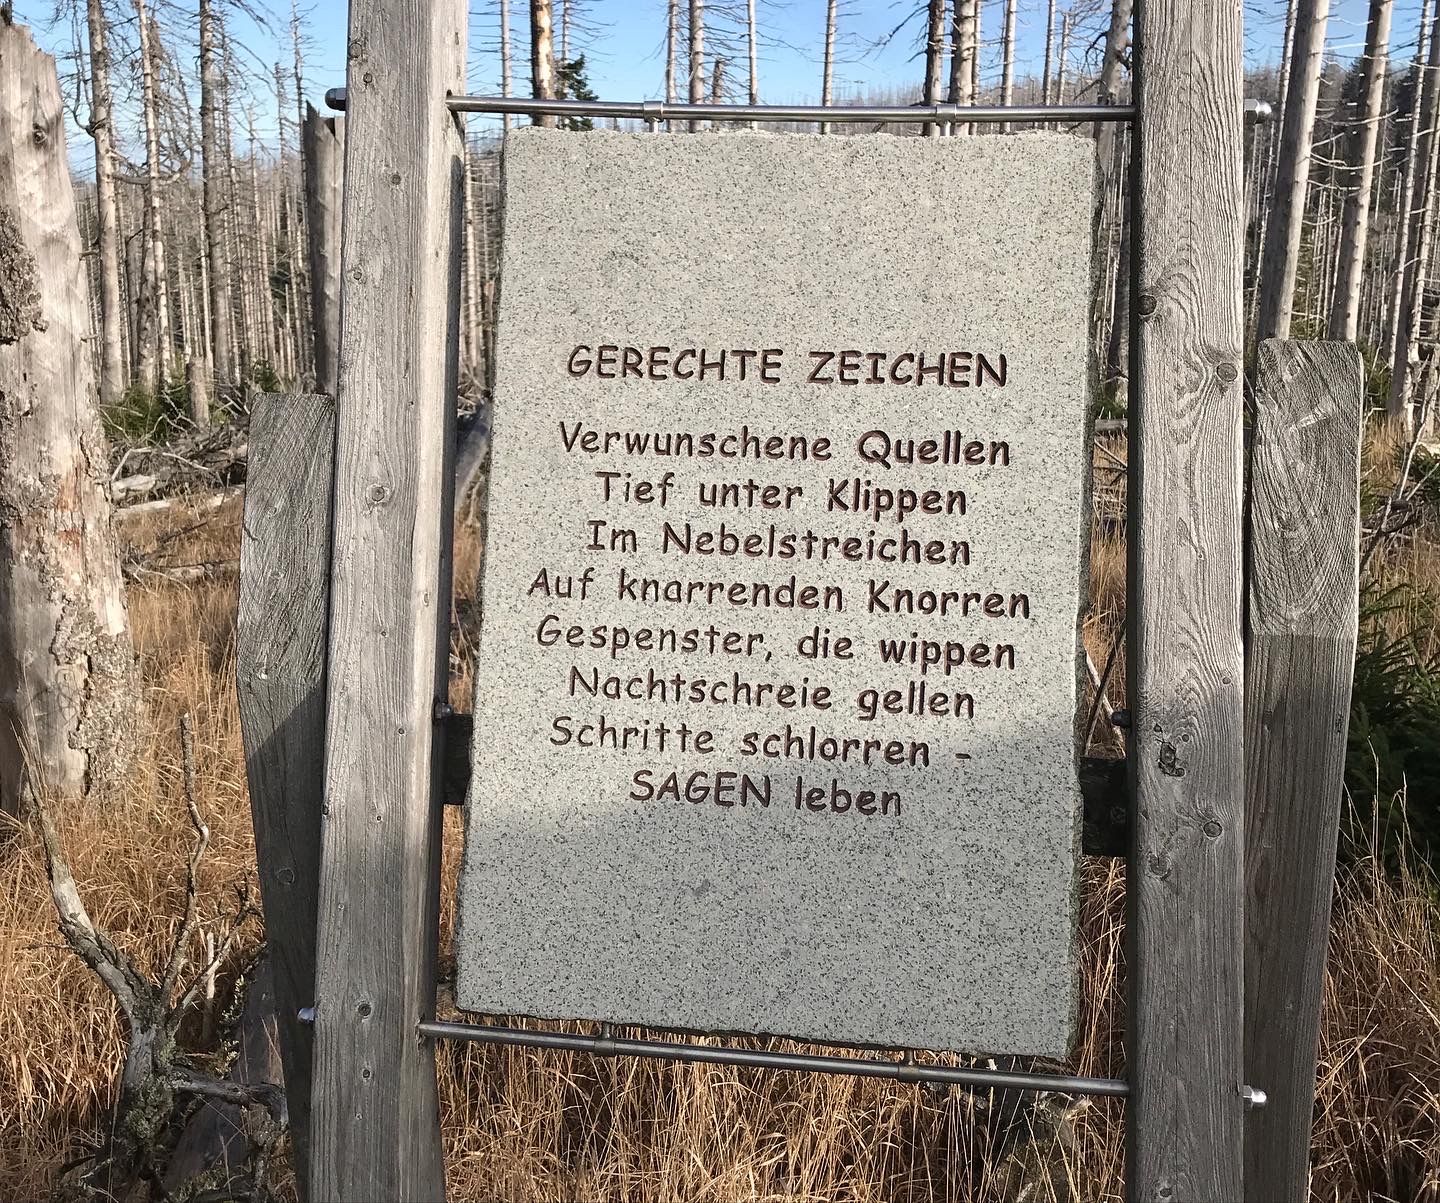 GERECHTE ZEICHEN
Verwunschene Quellen
Tief unter Klippen
Im Nebelstreichen
Auf knarrenden Knorren
Gespenster, die wippen
Nachtschreie gellen
Schritte schlorren -
SAGEN leben